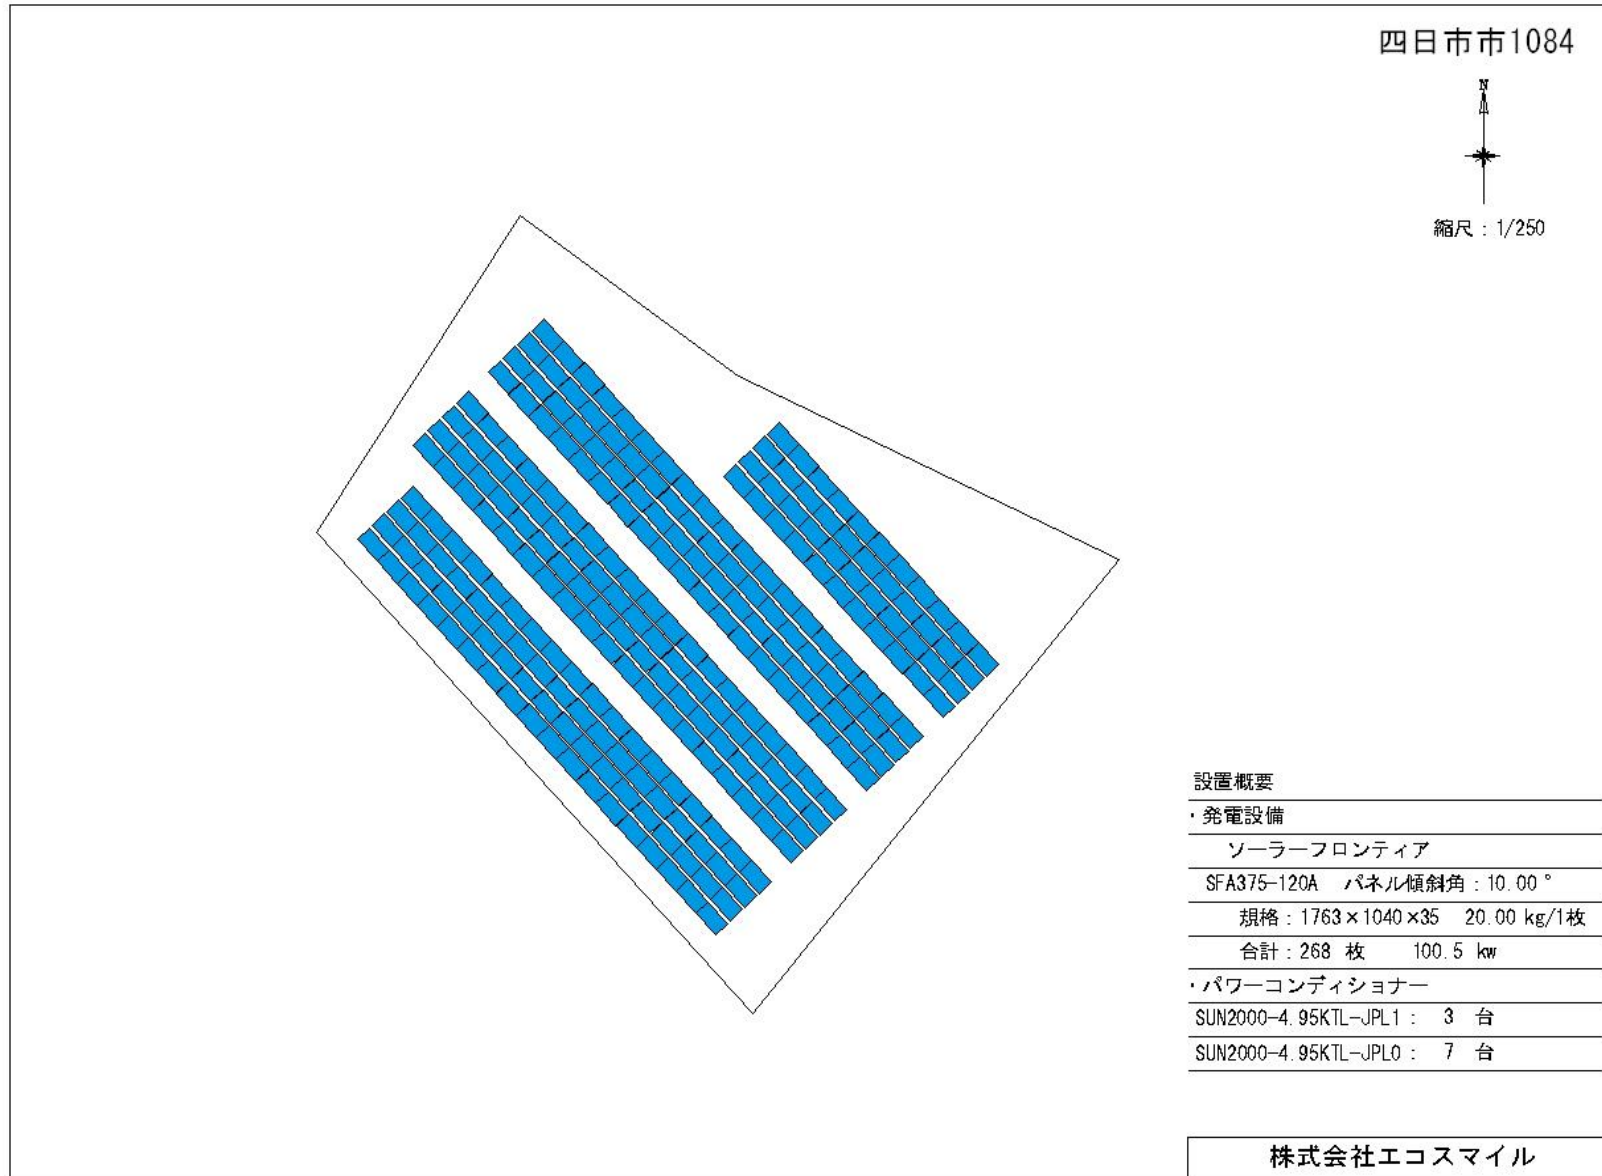 四日市市1084
N
縮尺：1/250
設置概要
・発電設備
ソーラーフロンティア
SFA375-120A パネル傾斜角：10.00°
規格：1763×1040×35 20.00 kg/1枚
合計：268 枚 100.5 kw
・パワーコンディショナー
SUN2000-4.95KTL-JPL1： 3 台
SUN2000-4.95KTL-JPL0： 7 台
株式会社エコスマイル